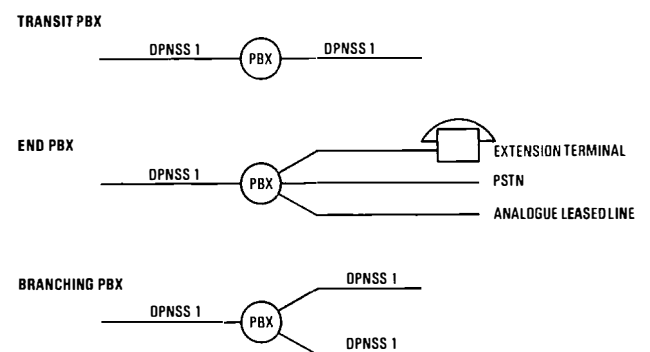 TRANSIT PBX
DPNSS 1
PBX
DPNSS 1
END PBX
DPNSS 1
PBX
EXTENSION TERMINAL
PSTN
ANALOGUE LEASED LINE
BRANCHING PBX
DPNSS 1
PBX
DPNSS 1
DPNSS 1